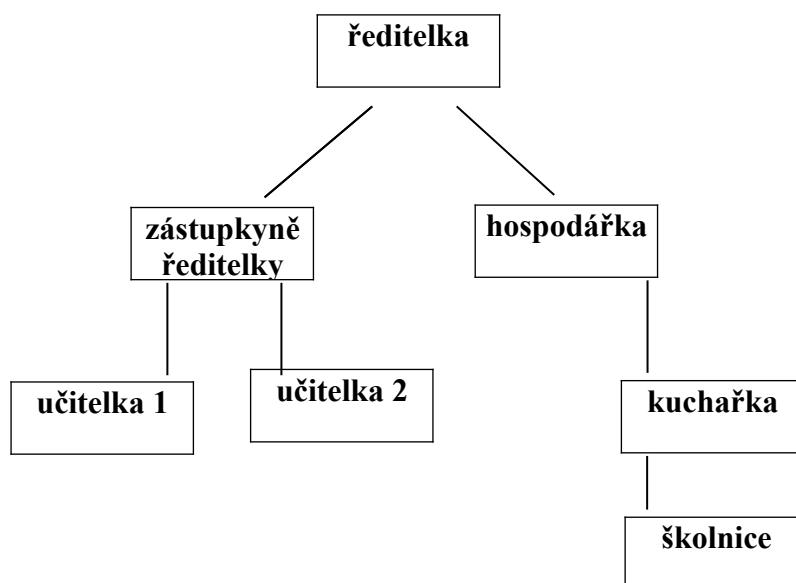 ředitelka
zástupkyně
ředitelky
hospodářka
učitelka 1
učitelka 2
kuchařka
školnice